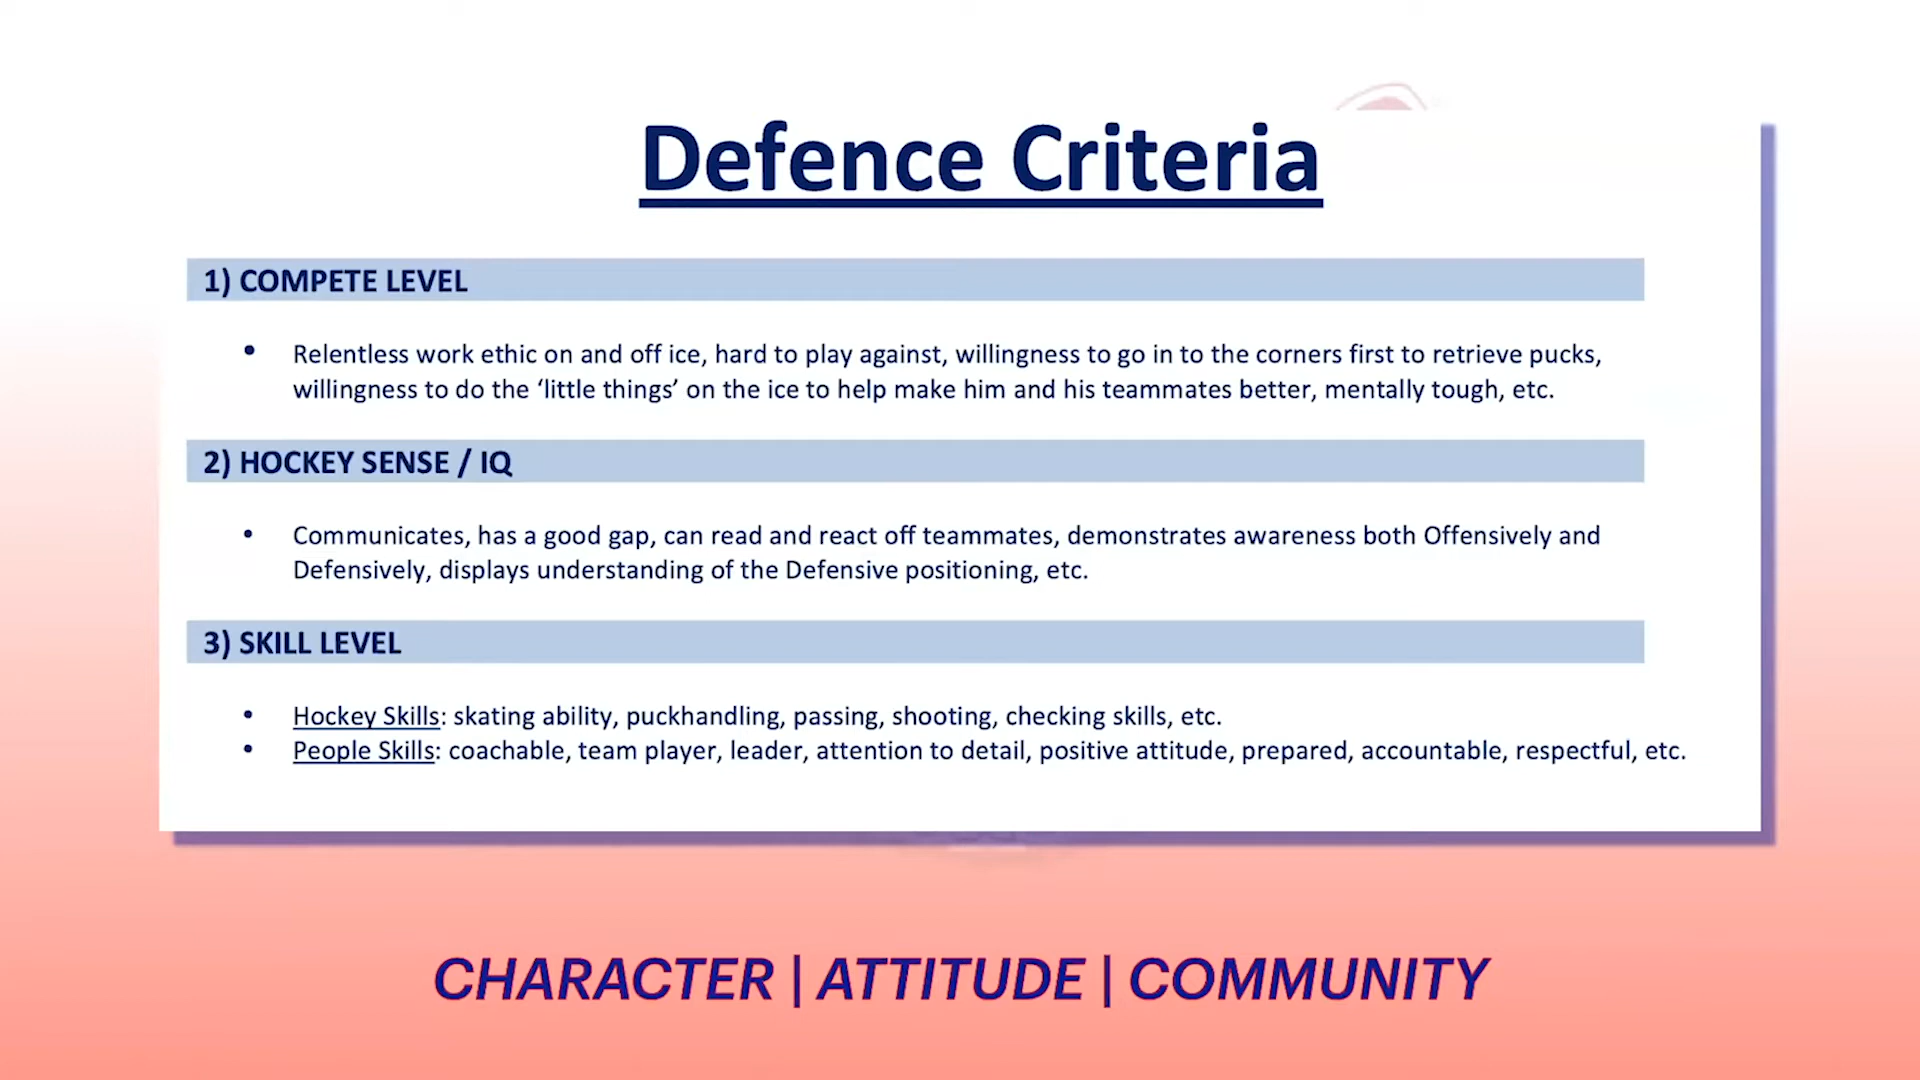 Defence Criteria
1) COMPETE LEVEL
• Relentless work ethic on and off ice, hard to play against, willingness to go in to the corners first to retrieve pucks,
willingness to do the ‘little things’ on the ice to help make him and his teammates better, mentally tough, etc.
2) HOCKEY SENSE / IQ
• Communicates, has a good gap, can read and react off teammates, demonstrates awareness both Offensively and
Defensively, displays understanding of the Defensive positioning, etc.
3) SKILL LEVEL
• Hockey Skills: skating ability, puckhandling, passing, shooting, checking skills, etc.
• People Skills: coachable, team player, leader, attention to detail, positive attitude, prepared, accountable, respectful, etc.
CHARACTER | ATTITUDE | COMMUNITY